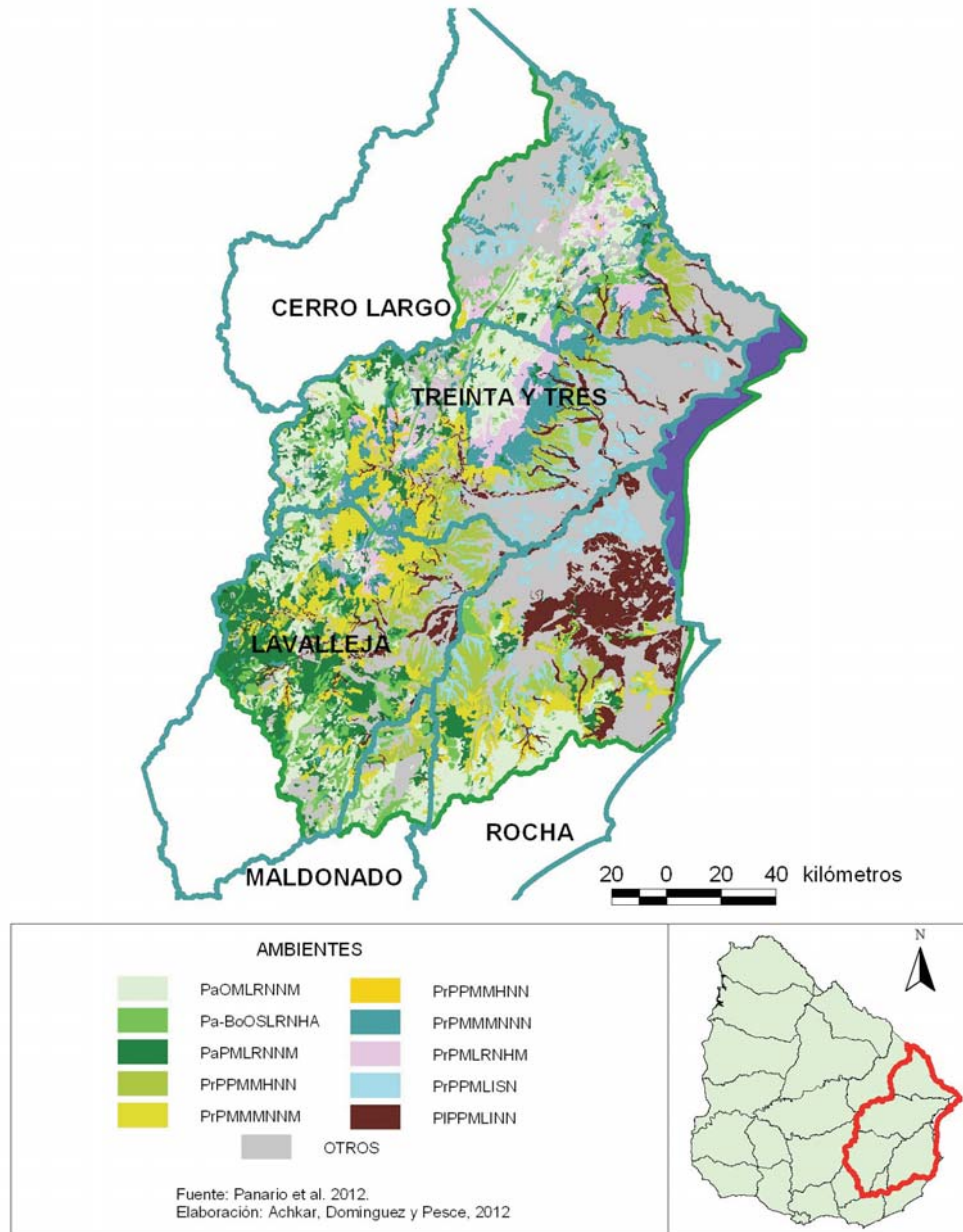 CERRO LARGO
TREINTA Y TRES
LAVALLEJA
ROCHA
MALDONADO
20 0 20 40 kilómetros
AMBIENTES
PaOMLRNNM
Pa-BoOSLRNHA
PaPMLRNNM
PrPPMMHNN
PrPMMMNNM
PrPPMMHNN
PrPMMMNNN
PrPMLRNHM
PrPPMLISN
PIPPMLINN
OTROS
Fuente: Panario et al. 2012.
Elaboración: Achkar, Dominguez y Pesce, 2012
N